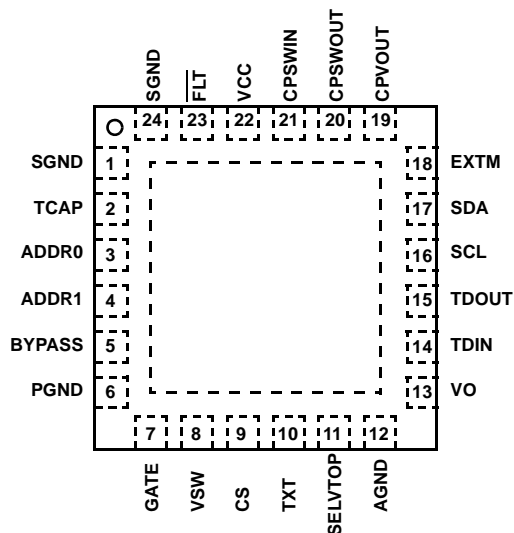 SGND
FLT
VCC
CPSWIN
CPSWOUT
CPVOUT
24 23 22 21 20 19
SGND 1
18 EXTM
TCAP 2
17 SDA
ADDR0 3
16 SCL
ADDR1 4
15 TDOUT
BYPASS 5
14 TDIN
PGND 6
13 VO
7 8 9 10 11 12
GATE
VSW
CS
TXT
SELVTOP
AGND